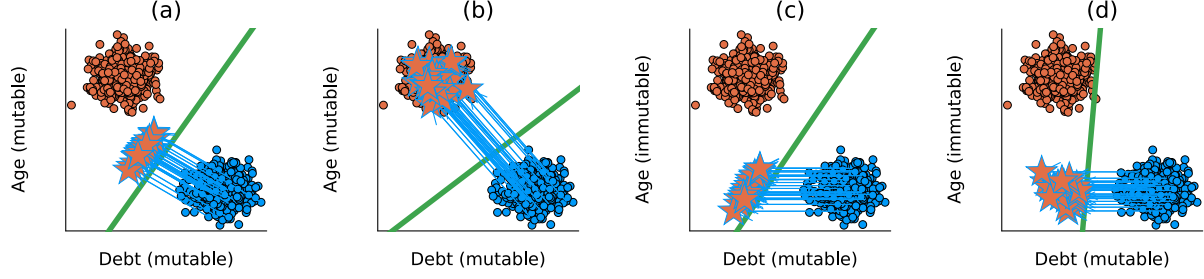 (a)
(b)
(c)
(d)
Age (mutable)
Age (mutable)
Age (immutable)
Age (immutable)
Debt (mutable)
Debt (mutable)
Debt (mutable)
Debt (mutable)